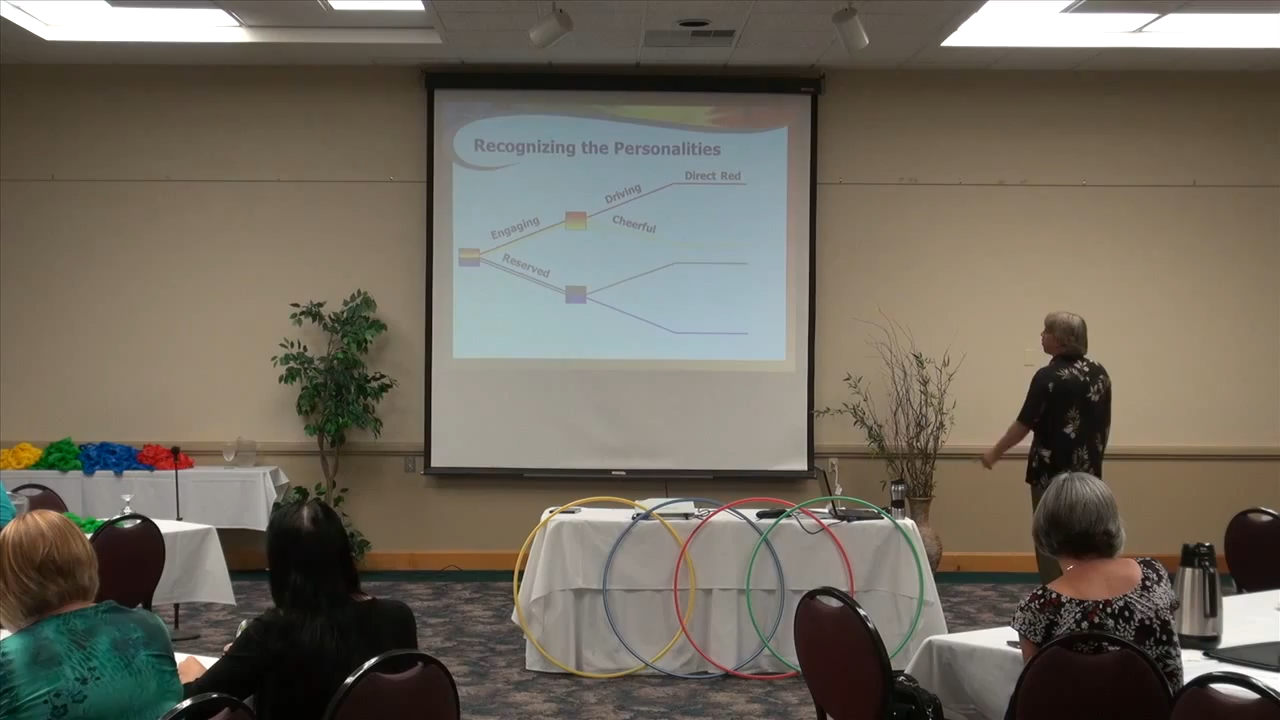 Recognizing the Personalities
Direct Red
Driving
Engaging
Cheerful
Reserved